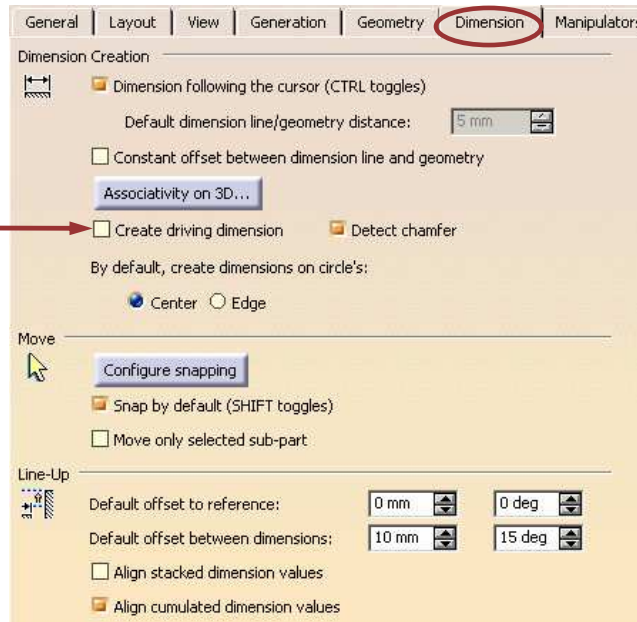 General Layout View Generation Geometry Dimension Manipulators
Dimension Creation
Dimension following the cursor (CTRL toggles)
Default dimension line/geometry distance: 5 mm
Constant offset between dimension line and geometry
Associativity on 3D...
Create driving dimension Detect chamfer
By default, create dimensions on circle's:
Center Edge
Move
Configure snapping
Snap by default (SHIFT toggles)
Move only selected sub-part
Line-Up
Default offset to reference: 0 mm 0 deg
Default offset between dimensions: 10 mm 15 deg
Align stacked dimension values
Align cumulated dimension values